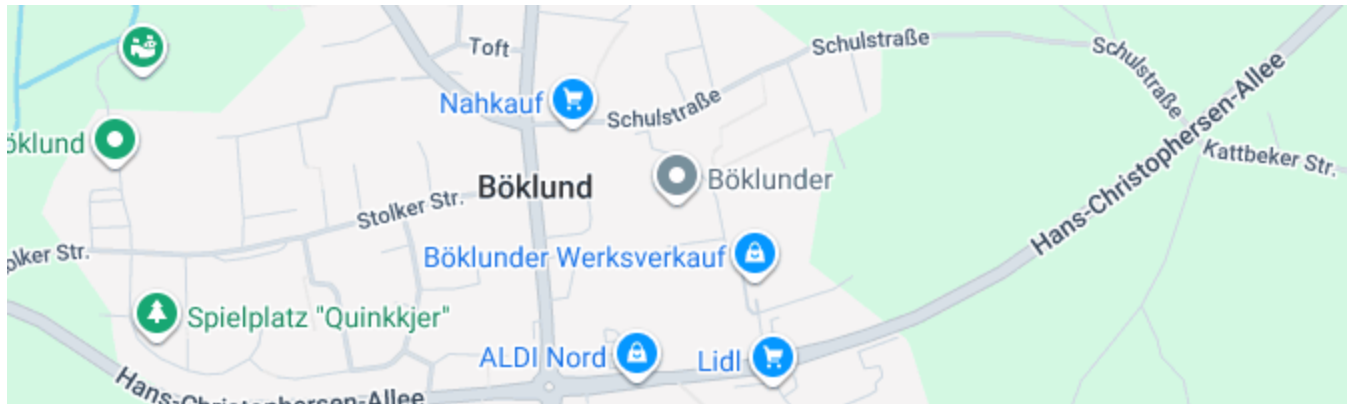 Toft
Schulstraße
Schulstraße
Hans-Christophersen-Allee
Nahkauf
Schulstraße
öklund
Kattbeker Str.
Böklund
Böklunder
Stolker Str.
olker Str.
Böklunder Werksverkauf
Spielplatz "Quinkkjer"
ALDI Nord
Lidl
Hans-Christophersen-Allee